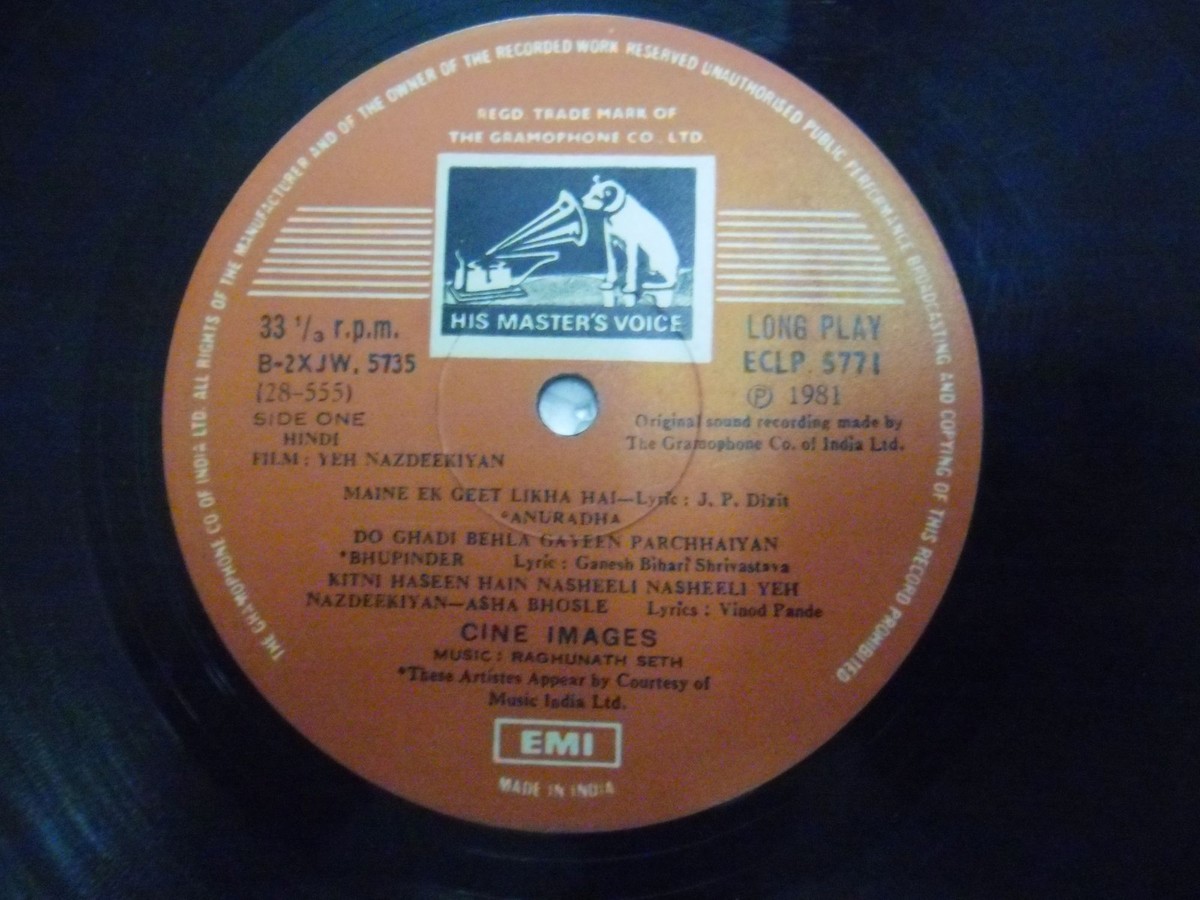 THE GRAMOPHONE CO OF INDIA LTD. ALL RIGHTS OF THE MANUFACTURER AND OF THE OWNER OF THE RECORDED WORK RESERVED UNAUTHORISED PUBLIC PERFORMANCE BROADCASTING AND COPYING OF THIS RECORD PROHIBITED
REGD. TRADE MARK OF
THE GRAMOPHONE CO. LTD
HIS MASTER'S VOICE
33 1/3 r.p.m.
B-2XJW. 5735
(28-555)
SIDE ONE
HINDI
FILM : YEH NAZDEEKIYAN
LONG PLAY
ECLP. 5771
Ⓟ 1981
Original sound recording made by
The Gramophone Co. of India Ltd.
MAINE EK GEET LIKHA HAI—Lyric : J. P. Dixit
*ANURADHA
DO GHADI BEHLA GAYEEN PARCHHAIYAN
*BHUPINDER Lyric : Ganesh Bihari Shrivastava
KITNI HASEEN HAIN NASHEELI NASHEELI YEH
NAZDEEKIYAN—ASHA BHOSLE Lyrics : Vinod Pande
CINE IMAGES
MUSIC : RAGHUNATH SETH
*These Artistes Appear by Courtesy of
Music India Ltd.
EMI
MADE IN INDIA